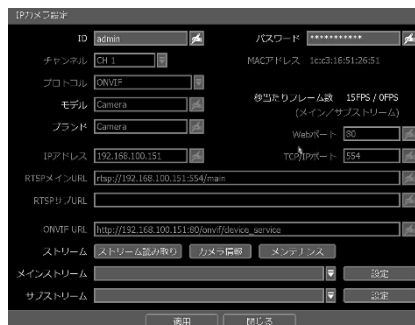 IPカメラ設定
ID admin パスワード ***********
チャンネル CH 1 MACアドレス 1c:c3:16:51:26:51
プロトコル ONVIF
モデル Camera 秒当たりフレーム数 15FPS / 0FPS
(メイン/サブストリーム)
ブランド Camera
Webポート 80
IPアドレス 192.168.100.151 TCP/IPポート 554
RTSPメインURL rtsp://192.168.100.151:554/main
RTSPサブURL
ONVIF URL http://192.168.100.151:80/onvif/device_service
ストリーム ストリーム読み取り カメラ情報 メンテナンス
メインストリーム 設定
サブストリーム 設定
適用 閉じる